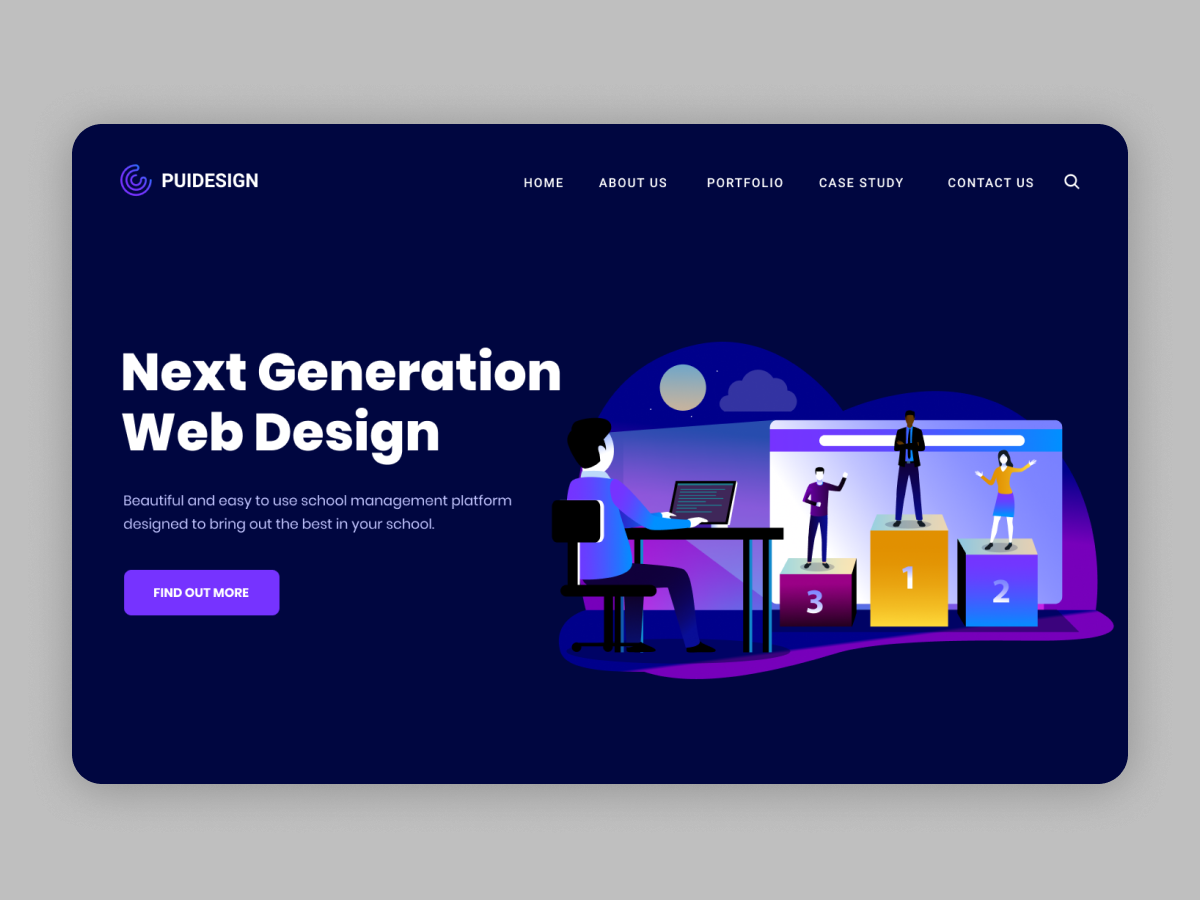 PUIDESIGN
HOME ABOUT US PORTFOLIO CASE STUDY CONTACT US
Next Generation
Web Design
Beautiful and easy to use school management platform
designed to bring out the best in your school.
FIND OUT MORE
3 1 2